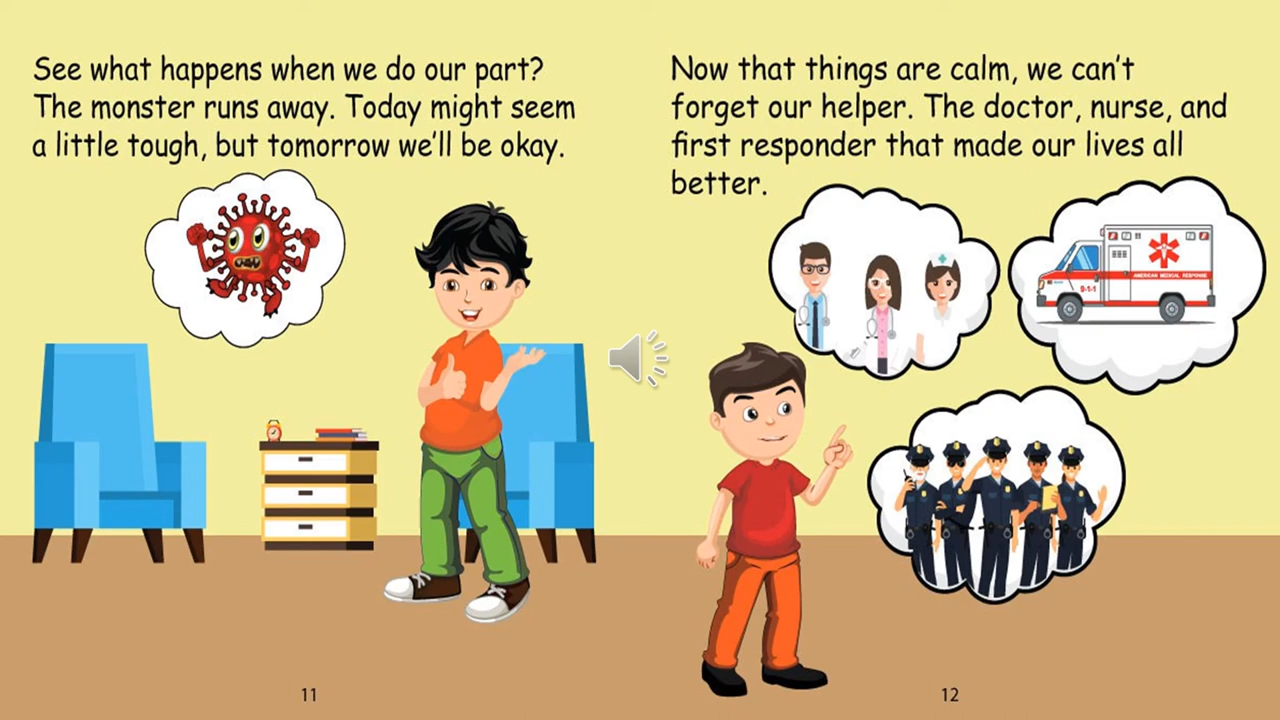 See what happens when we do our part?
The monster runs away. Today might seem
a little tough, but tomorrow we'll be okay.
Now that things are calm, we can't
forget our helper. The doctor, nurse, and
first responder that made our lives all
better.
AMERICAN MEDICAL RESPONSE
9-1-1
11
12